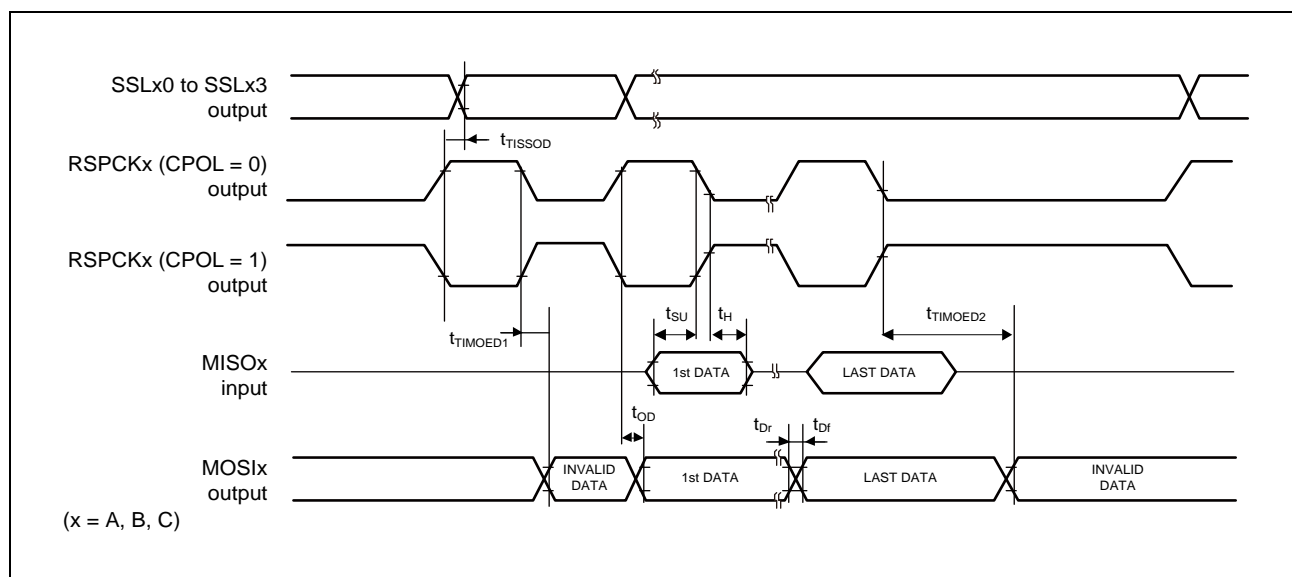 SSLx0 to SSLx3
output
tTISSOD
RSPCKx (CPOL = 0)
output
RSPCKx (CPOL = 1)
output
tSU
tH
tTIMOED2
tTIMOED1
MISOx
input
1st DATA
LAST DATA
tOD
tDr
tDf
MOSIx
output
INVALID
DATA
1st DATA
LAST DATA
INVALID
DATA
(x = A, B, C)